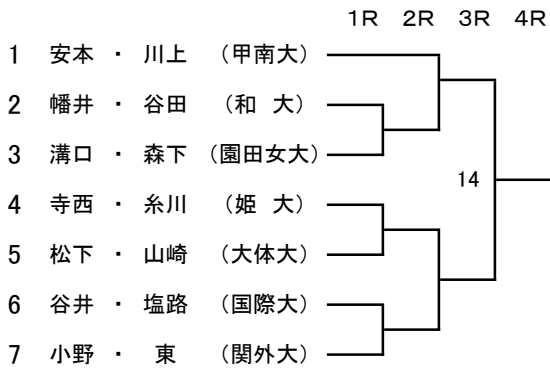 1R 2R 3R 4R
1 安本 ・ 川上 （甲南大）
2 幡井 ・ 谷田 （和 大）
3 溝口 ・ 森下 （園田女大）
14
4 寺西 ・ 糸川 （姫 大）
5 松下 ・ 山崎 （大体大）
6 谷井 ・ 塩路 （国際大）
7 小野 ・ 東 （関外大）